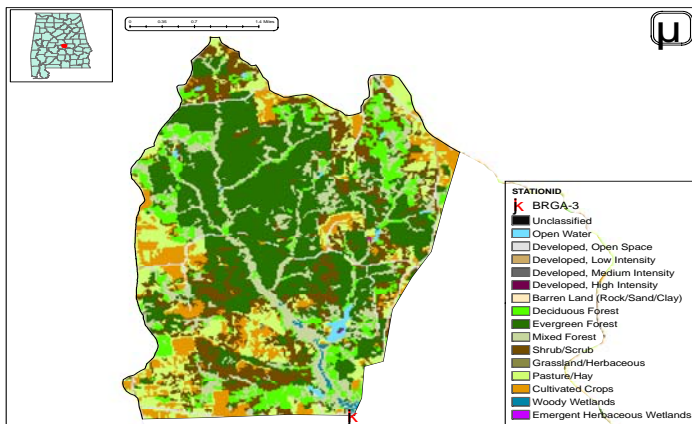 0 0.35 0.7 1.4 Miles
µ
STATIONID
BRGA-3
Unclassified
Open Water
Developed, Open Space
Developed, Low Intensity
Developed, Medium Intensity
Developed, High Intensity
Barren Land (Rock/Sand/Clay)
Deciduous Forest
Evergreen Forest
Mixed Forest
Shrub/Scrub
Grassland/Herbaceous
Pasture/Hay
Cultivated Crops
Woody Wetlands
Emergent Herbaceous Wetlands